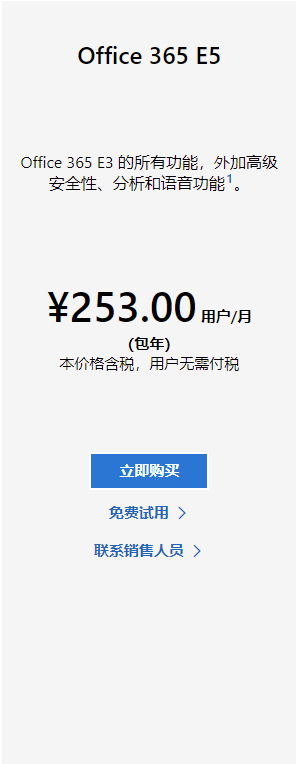 Office 365 E5
Office 365 E3 的所有功能，外加高级
安全性、分析和语音功能1。
¥253.00 用户/月
(包年)
本价格含税，用户无需付税
立即购买
免费试用 >
联系销售人员 >